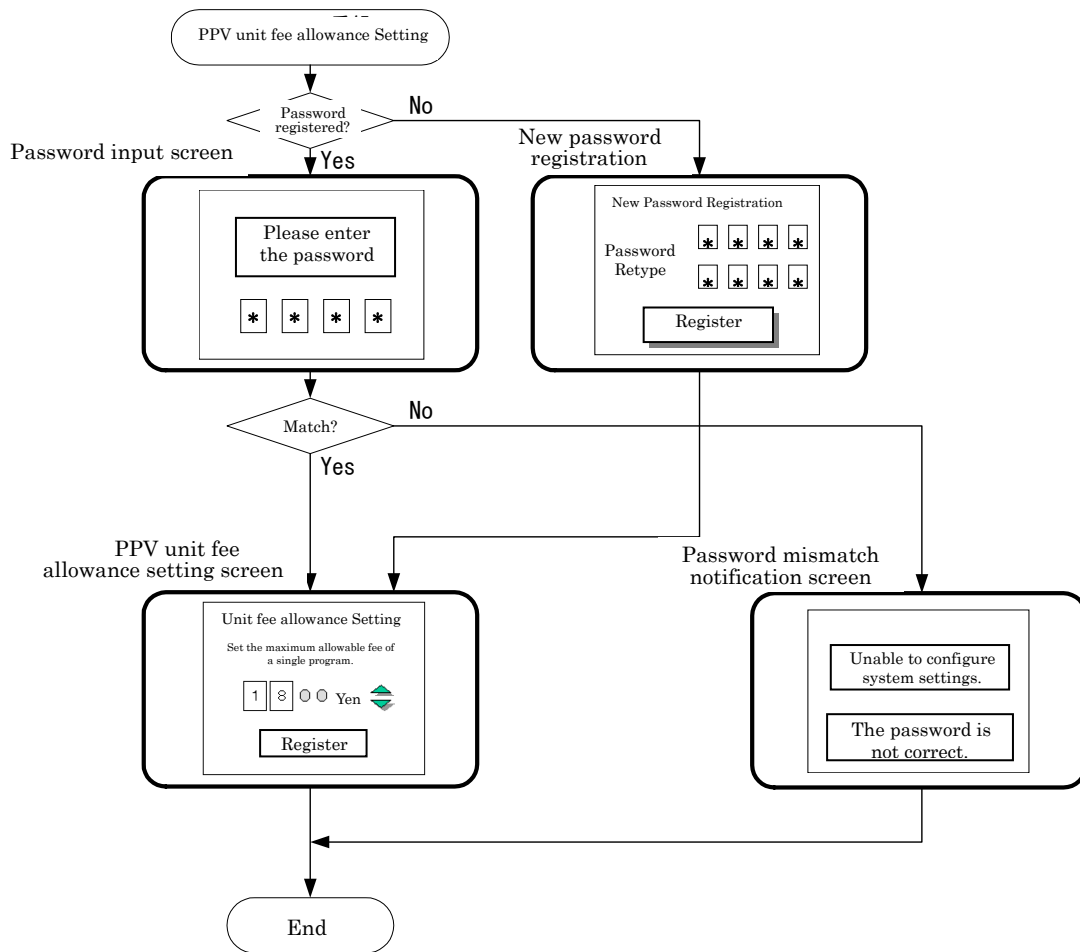 PPV unit fee allowance Setting
Password
registered?
No
Yes
Password input screen
New password
registration
Please enter
the password
* * * *
New Password Registration
Password
* * * *
Retype
* * * *
Register
Match?
No
Yes
PPV unit fee
allowance setting screen
Password mismatch
notification screen
Unit fee allowance Setting
Set the maximum allowable fee of
a single program.
1 8 0 0 Yen
Register
Unable to configure
system settings.
The password is
not correct.
End